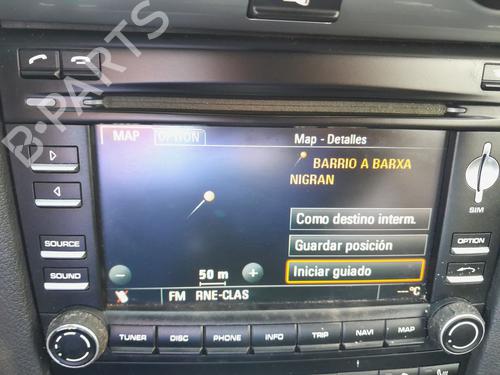 B-PARTS
MAP
OPTION
Map - Detalles
BARRIO A BARXA
NIGRAN
Como destino interm.
Guardar posición
Iniciar guiado
50 m
FM RNE-CLAS
---°C
SOURCE
SOUND
SIM
OPTION
TUNER
DISC
PHONE
INFO
TRIP
NAVI
MAP